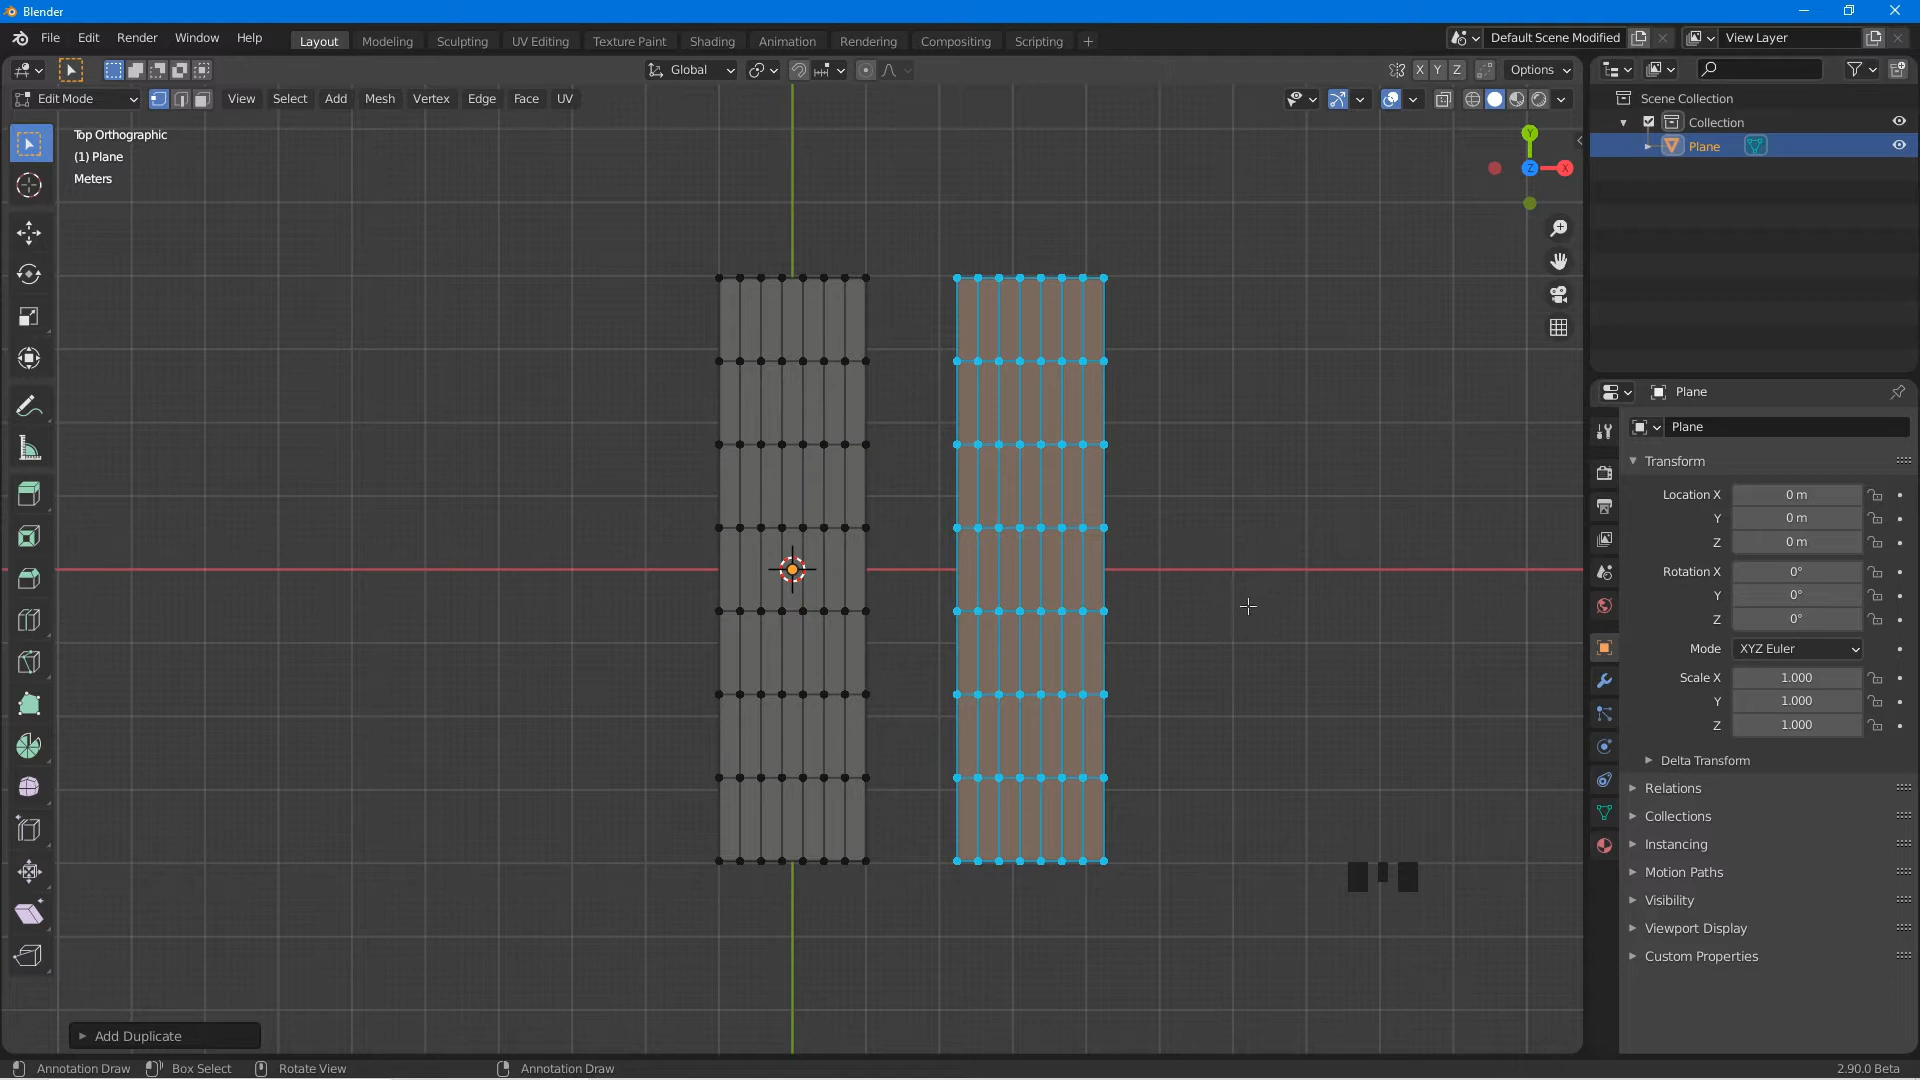 Blender
File Edit Render Window Help
Layout Modeling Sculpting UV Editing Texture Paint Shading Animation Rendering Compositing Scripting +
Default Scene Modified
View Layer
Global
X Y Z Options
Edit Mode View Select Add Mesh Vertex Edge Face UV
Top Orthographic
(1) Plane
Meters
Y
Z X
Scene Collection
Collection
Plane
Plane
Plane
Transform
Location X 0 m
Y 0 m
Z 0 m
Rotation X 0°
Y 0°
Z 0°
Mode XYZ Euler
Scale X 1.000
Y 1.000
Z 1.000
Delta Transform
Relations
Collections
Instancing
Motion Paths
Visibility
Viewport Display
Custom Properties
Add Duplicate
Annotation Draw Box Select Rotate View Annotation Draw 2.90.0 Beta